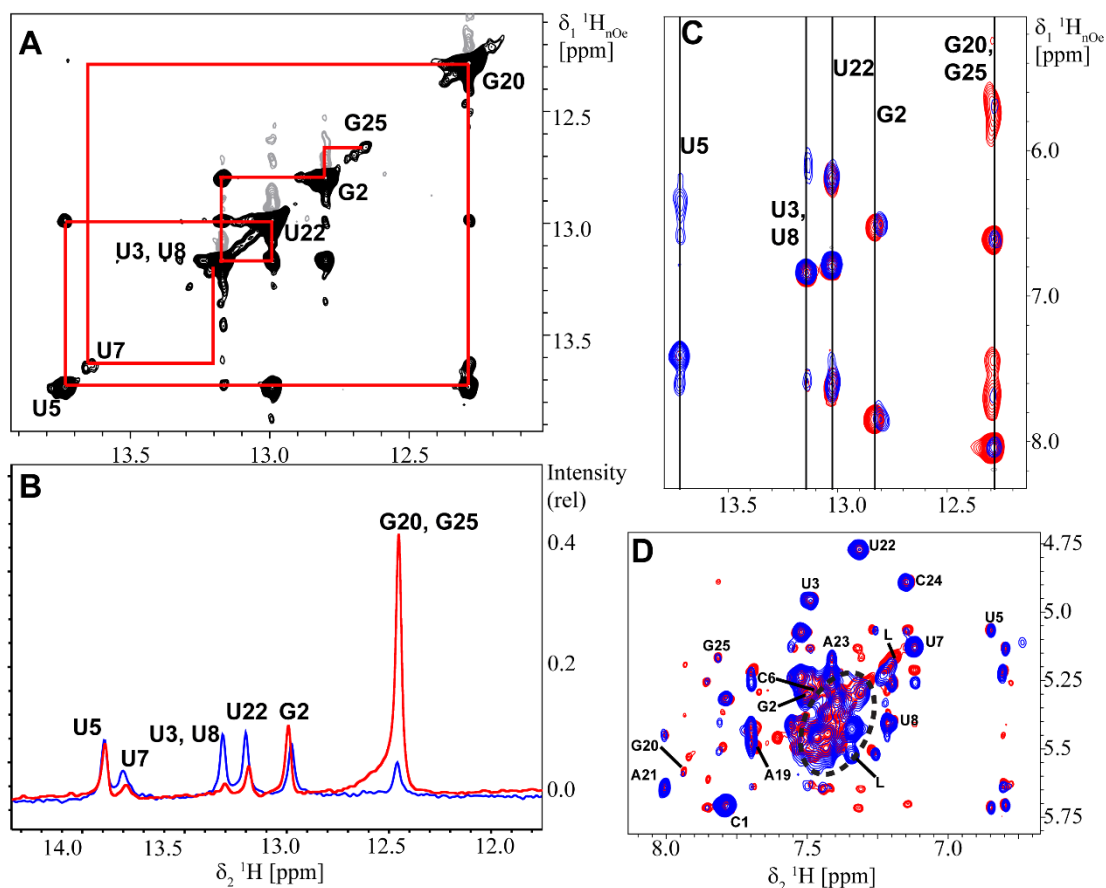 A
δ₁ ¹H_nOe
[ppm]
G20
12.5
G25
G2
13.0
U22
U3, U8
13.5
U7
U5
13.5
13.0
12.5
B
Intensity
(rel)
G20, G25
0.4
0.2
U5
U3, U8
U22
G2
U7
0.0
14.0
13.5
13.0
12.5
12.0
δ₂ ¹H [ppm]
C
δ₁ ¹H_nOe
[ppm]
G20,
G25
U22
G2
U5
6.0
U3,
U8
7.0
8.0
13.5
13.0
12.5
D
4.75
U22
C24
U3
5.0
U5
G25
A23
L
U7
C6
5.25
G2
U8
G20
A19
5.5
A21
L
C1
5.75
8.0
7.5
7.0
δ₂ ¹H [ppm]